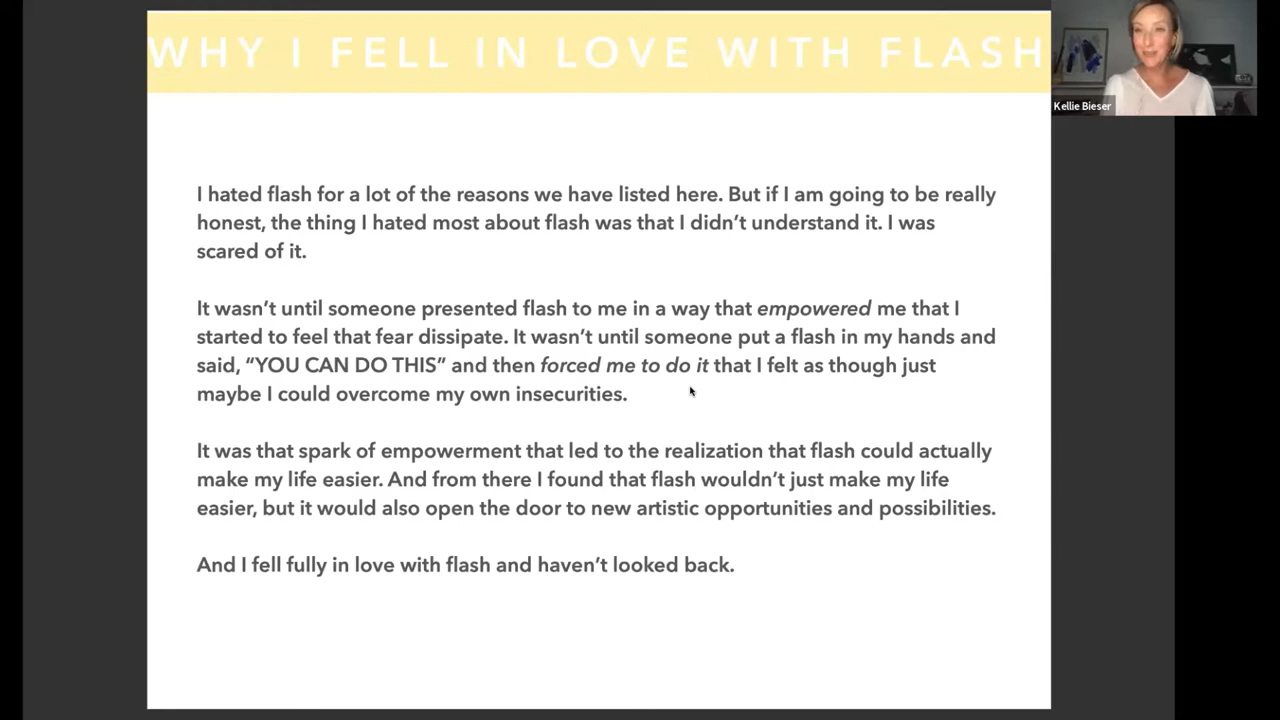 WHY I FELL IN LOVE WITH FLASH
Kellie Bieser
I hated flash for a lot of the reasons we have listed here. But if I am going to be really
honest, the thing I hated most about flash was that I didn’t understand it. I was
scared of it.
It wasn’t until someone presented flash to me in a way that empowered me that I
started to feel that fear dissipate. It wasn’t until someone put a flash in my hands and
said, “YOU CAN DO THIS” and then forced me to do it that I felt as though just
maybe I could overcome my own insecurities.
It was that spark of empowerment that led to the realization that flash could actually
make my life easier. And from there I found that flash wouldn’t just make my life
easier, but it would also open the door to new artistic opportunities and possibilities.
And I fell fully in love with flash and haven’t looked back.